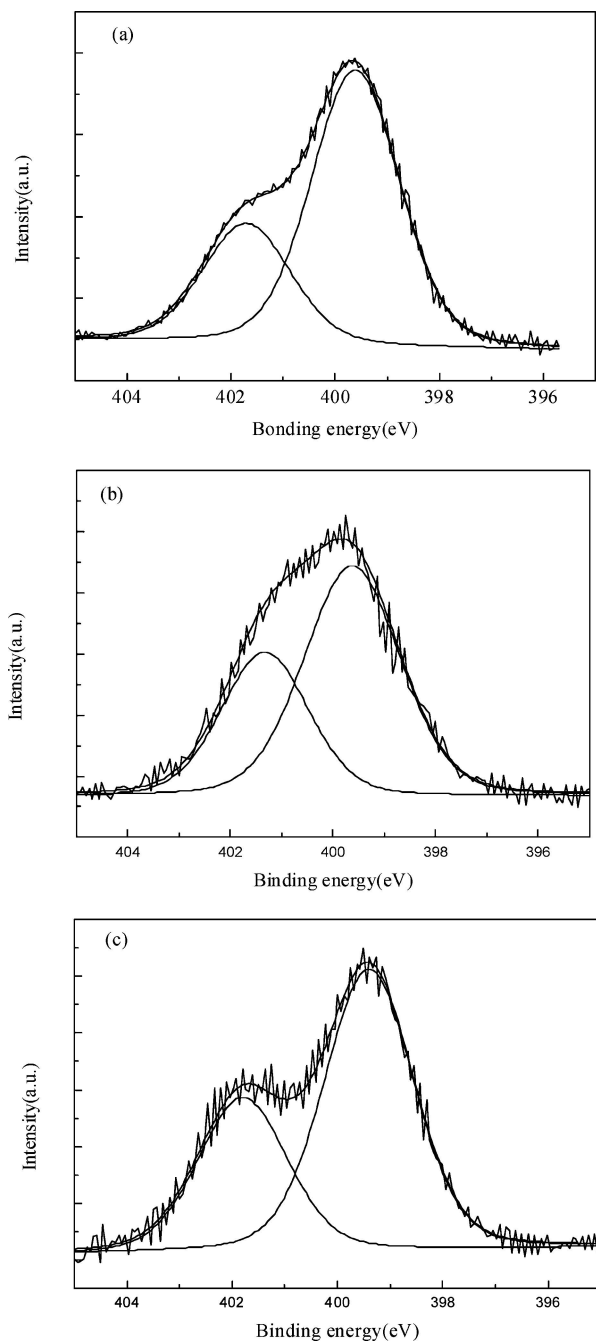 (a)
Intensity(a.u.)
404 402 400 398 396
Bonding energy(eV)
(b)
Intensity(a.u.)
404 402 400 398 396
Binding energy(eV)
(c)
Intensity(a.u.)
404 402 400 398 396
Binding energy(eV)